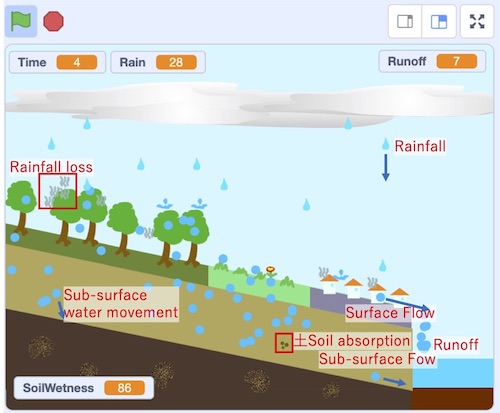 Time 4
Rain 28
Runoff 7
Rainfall
Rainfall loss
Sub-surface
water movement
Surface Flow
土Soil absorption
Runoff
Sub-surface Fow
SoilWetness 86